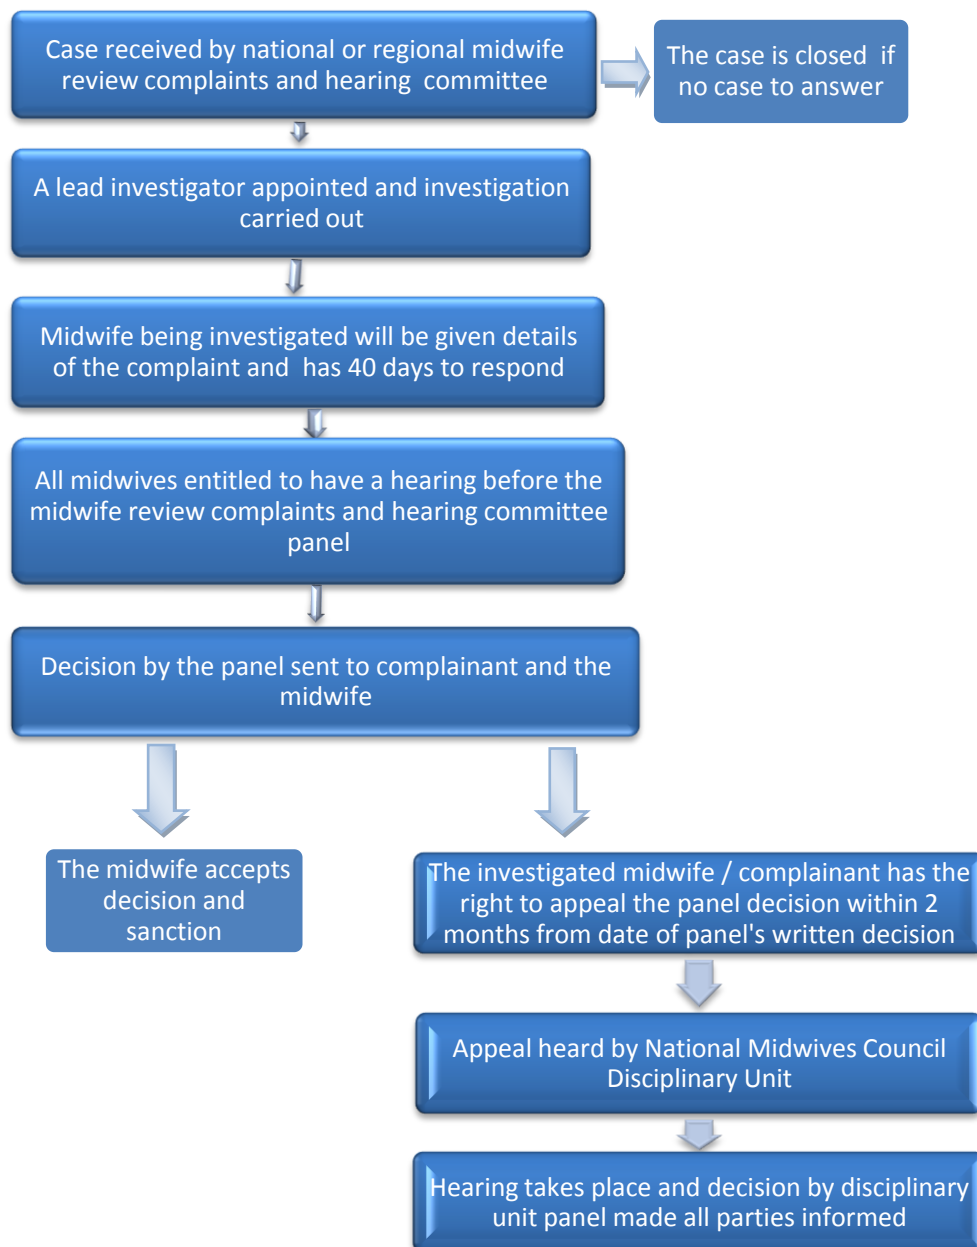 Case received by national or regional midwife
review complaints and hearing committee
The case is closed if
no case to answer
A lead investigator appointed and investigation
carried out
Midwife being investigated will be given details
of the complaint and has 40 days to respond
All midwives entitled to have a hearing before the
midwife review complaints and hearing committee
panel
Decision by the panel sent to complainant and the
midwife
The midwife accepts
decision and
sanction
The investigated midwife / complainant has the
right to appeal the panel decision within 2
months from date of panel's written decision
Appeal heard by National Midwives Council
Disciplinary Unit
Hearing takes place and decision by disciplinary
unit panel made all parties informed